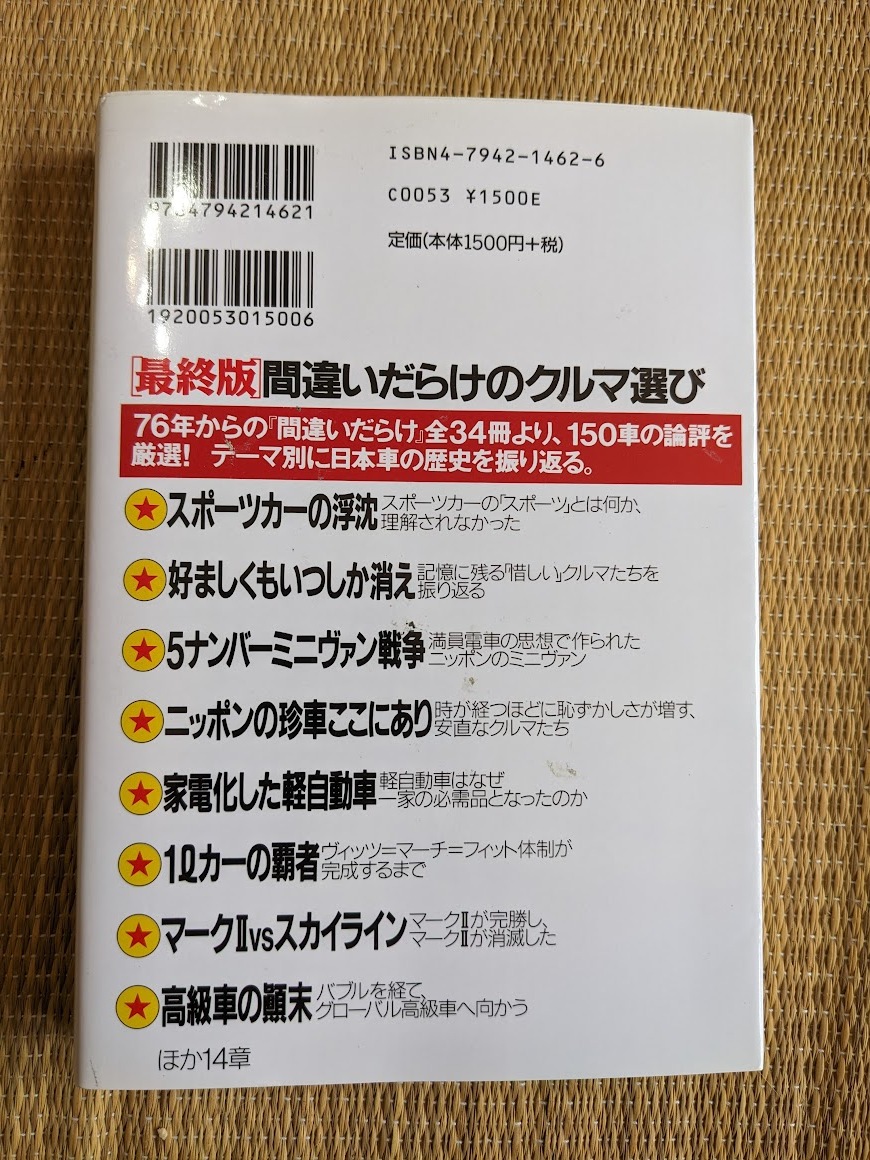 ISBN4-7942-1462-6
9784794214621
C0053 ¥1500E
定価(本体1500円+税)
1920053015006
[最終版]間違いだらけのクルマ選び
76年からの『間違いだらけ』全34冊より、150車の論評を
厳選! テーマ別に日本車の歴史を振り返る。
★スポーツカーの浮沈 スポーツカーの「スポーツ」とは何か、
理解されなかった
★好ましくもいつしか消え 記憶に残る「惜しい」クルマたちを
振り返る
★5ナンバーミニヴァン戦争 満員電車の思想で作られた
ニッポンのミニヴァン
★ニッポンの珍車ここにあり 時が経つほどに恥ずかしさが増す、
安直なクルマたち
★家電化した軽自動車 軽自動車はなぜ
一家の必需品となったのか
★1ℓカーの覇者 ヴィッツ=マーチ=フィット体制が
完成するまで
★マークⅡvsスカイライン マークⅡが完勝し、
マークⅡが消滅した
★高級車の顛末 バブルを経て、
グローバル高級車へ向かう
ほか14章